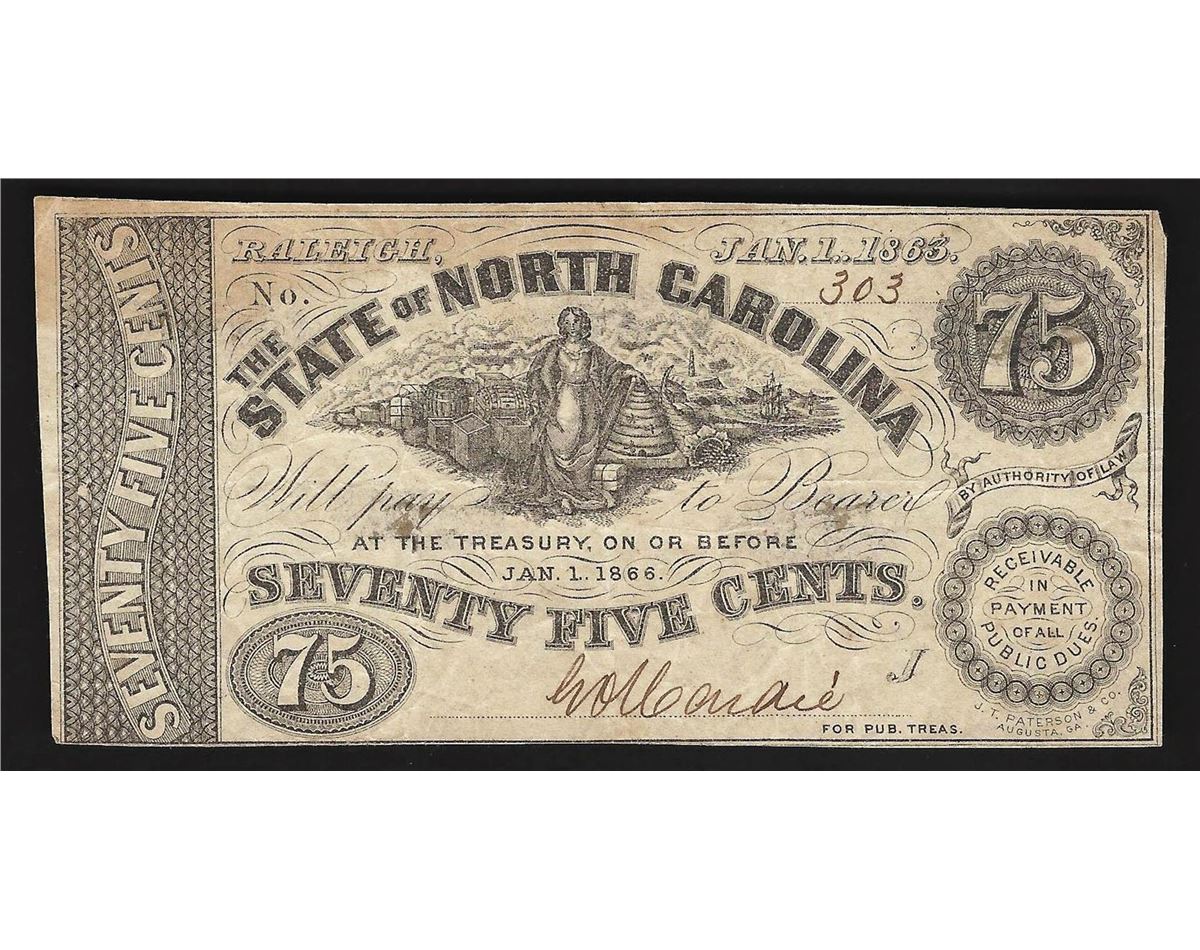 SEVENTY FIVE CENTS
RALEIGH, JAN. 1.. 1863.
No. 303
THE
STATE OF NORTH CAROLINA
75
Will pay to Bearer
BY AUTHORITY OF LAW
AT THE TREASURY, ON OR BEFORE
JAN. 1.. 1866.
SEVENTY FIVE CENTS.
RECEIVABLE
IN
PAYMENT
OF ALL
PUBLIC DUES.
75
J
FOR PUB. TREAS.
J. T. PATERSON & CO.
AUGUSTA, GA.